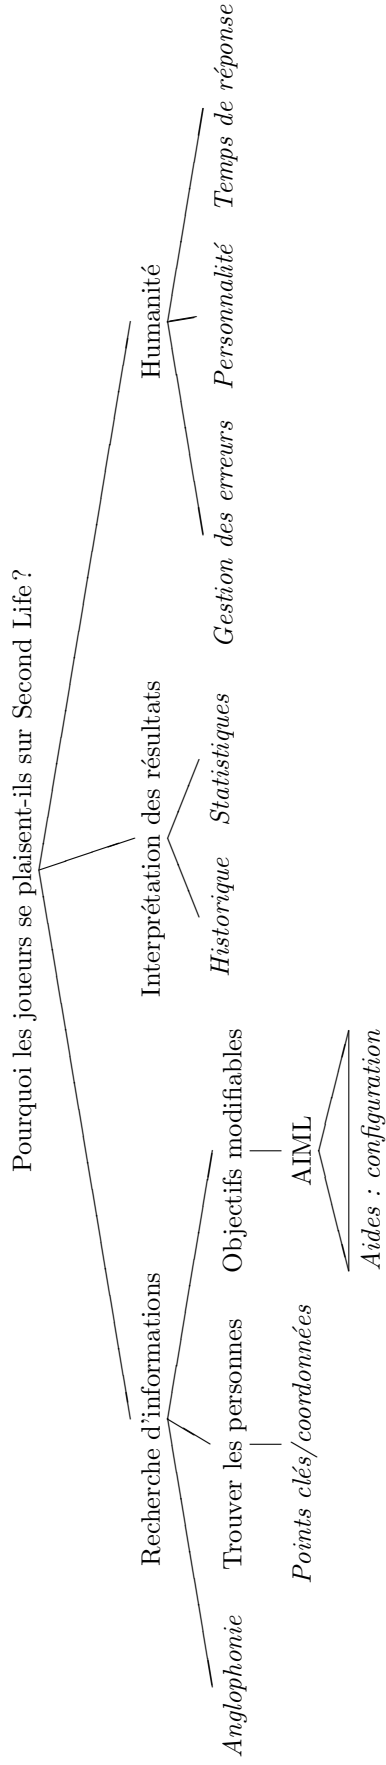 Pourquoi les joueurs se plaisent-ils sur Second Life ?
Recherche d'informations
Interprétation des résultats
Humanité
Anglophonie
Trouver les personnes
Objectifs modifiables
Historique
Statistiques
Gestion des erreurs
Personnalité
Temps de réponse
Points clés/coordonnées
AIML
Aides : configuration